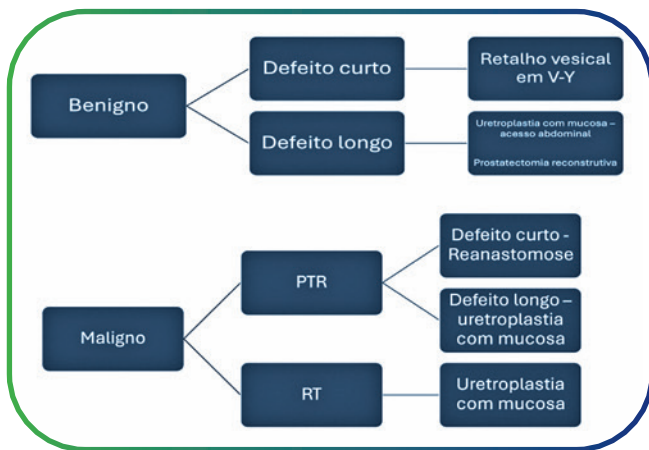 Benigno
Defeito curto
Retalho vesical
em V-Y
Defeito longo
Uretroplastia com mucosa –
acesso abdominal
Prostatectomia reconstrutiva
Maligno
PTR
Defeito curto -
Reanastomose
Defeito longo –
uretroplastia
com mucosa
RT
Uretroplastia
com mucosa